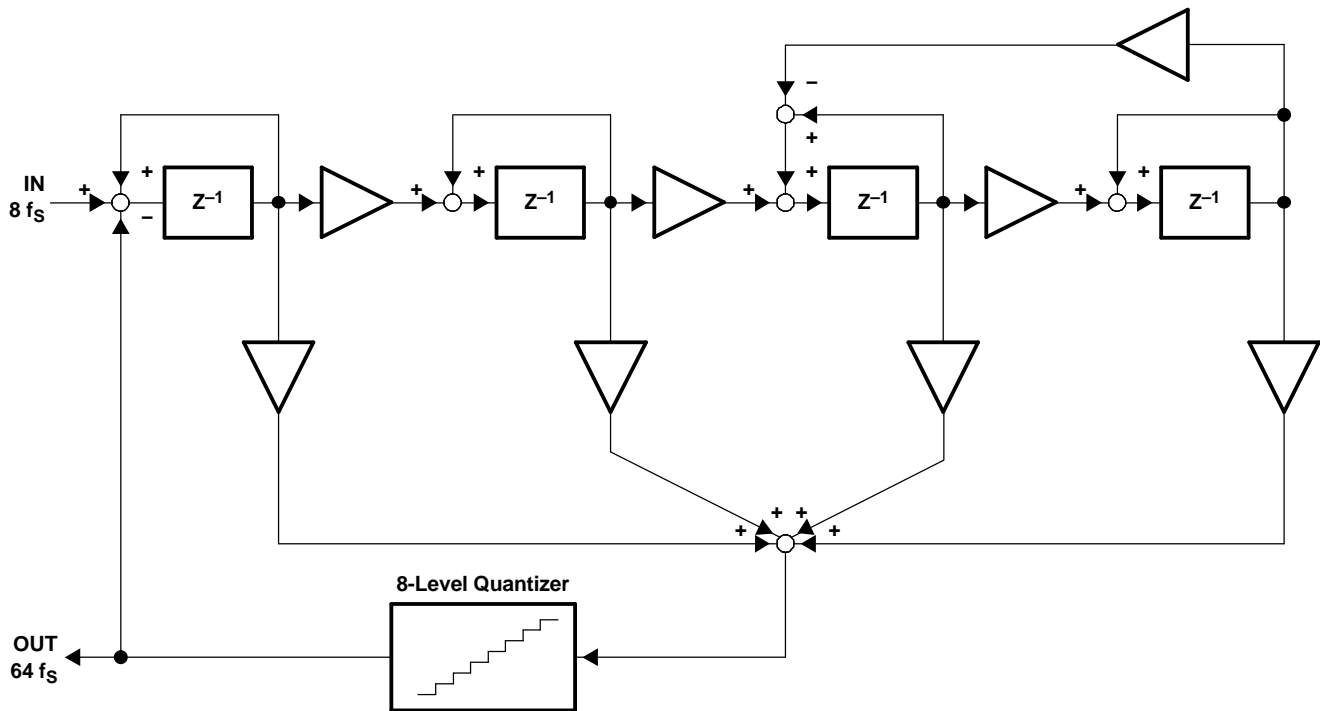 −
+
IN
8 fS
+
+
−
Z−1
+
+
Z−1
+
+
Z−1
+
+
Z−1
+
+
+
+
8-Level Quantizer
OUT
64 fS